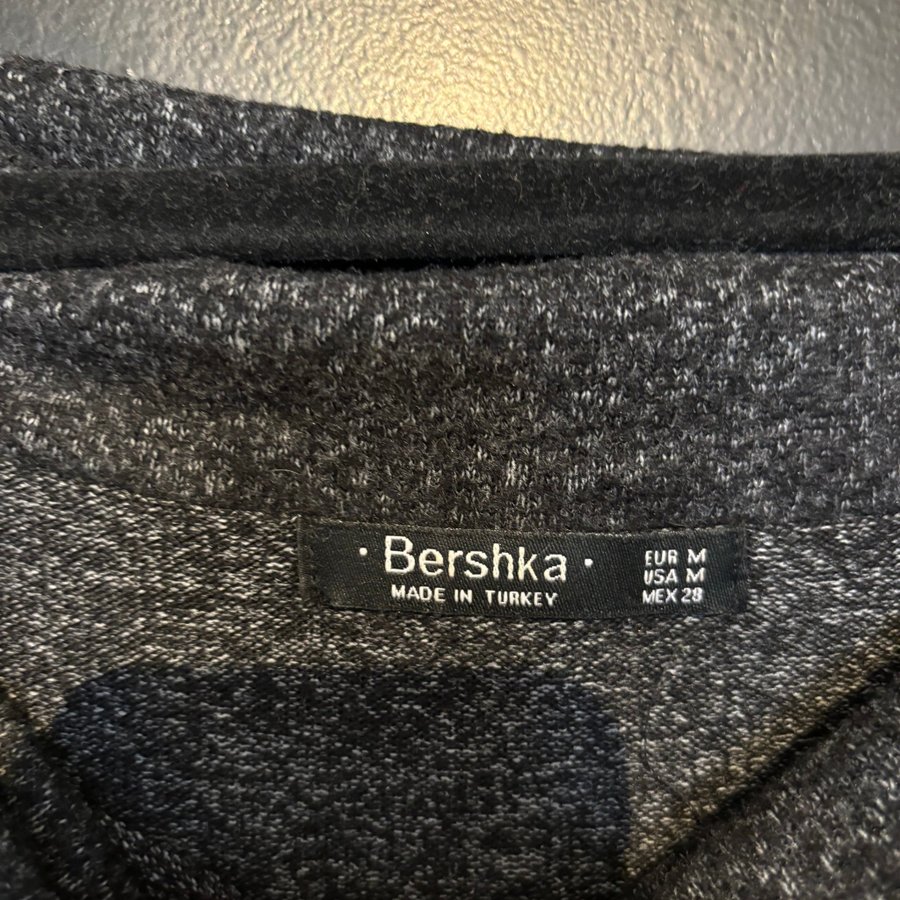 · Bershka ·
MADE IN TURKEY
EUR M
USA M
MEX 28